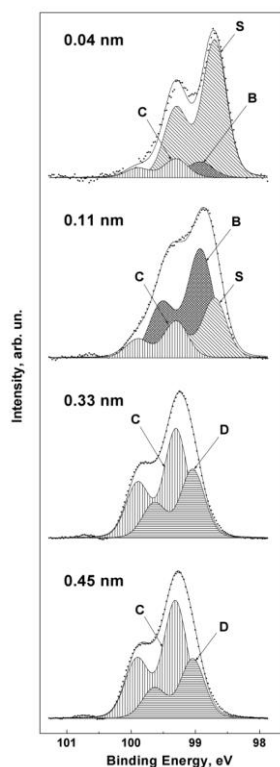 0.04 nm
S
C
B
0.11 nm
B
C
S
0.33 nm
C
D
0.45 nm
C
D
Intensity, arb. un.
101 100 99 98
Binding Energy, eV